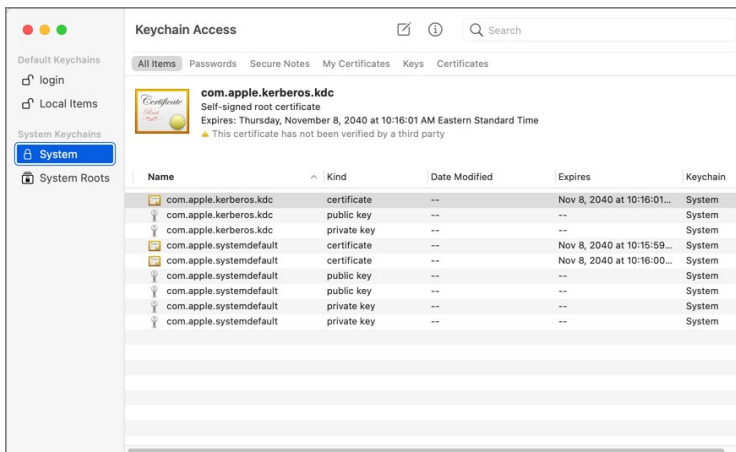 Keychain Access
Search
Default Keychains
login
Local Items
System Keychains
System
System Roots
All Items Passwords Secure Notes My Certificates Keys Certificates
Certificate
Root
com.apple.kerberos.kdc
Self-signed root certificate
Expires: Thursday, November 8, 2040 at 10:16:01 AM Eastern Standard Time
This certificate has not been verified by a third party
Name Kind Date Modified Expires Keychain
com.apple.kerberos.kdc certificate -- Nov 8, 2040 at 10:16:01... System
com.apple.kerberos.kdc public key -- -- System
com.apple.kerberos.kdc private key -- -- System
com.apple.systemdefault certificate -- Nov 8, 2040 at 10:15:59... System
com.apple.systemdefault certificate -- Nov 8, 2040 at 10:16:00... System
com.apple.systemdefault public key -- -- System
com.apple.systemdefault public key -- -- System
com.apple.systemdefault private key -- -- System
com.apple.systemdefault private key -- -- System